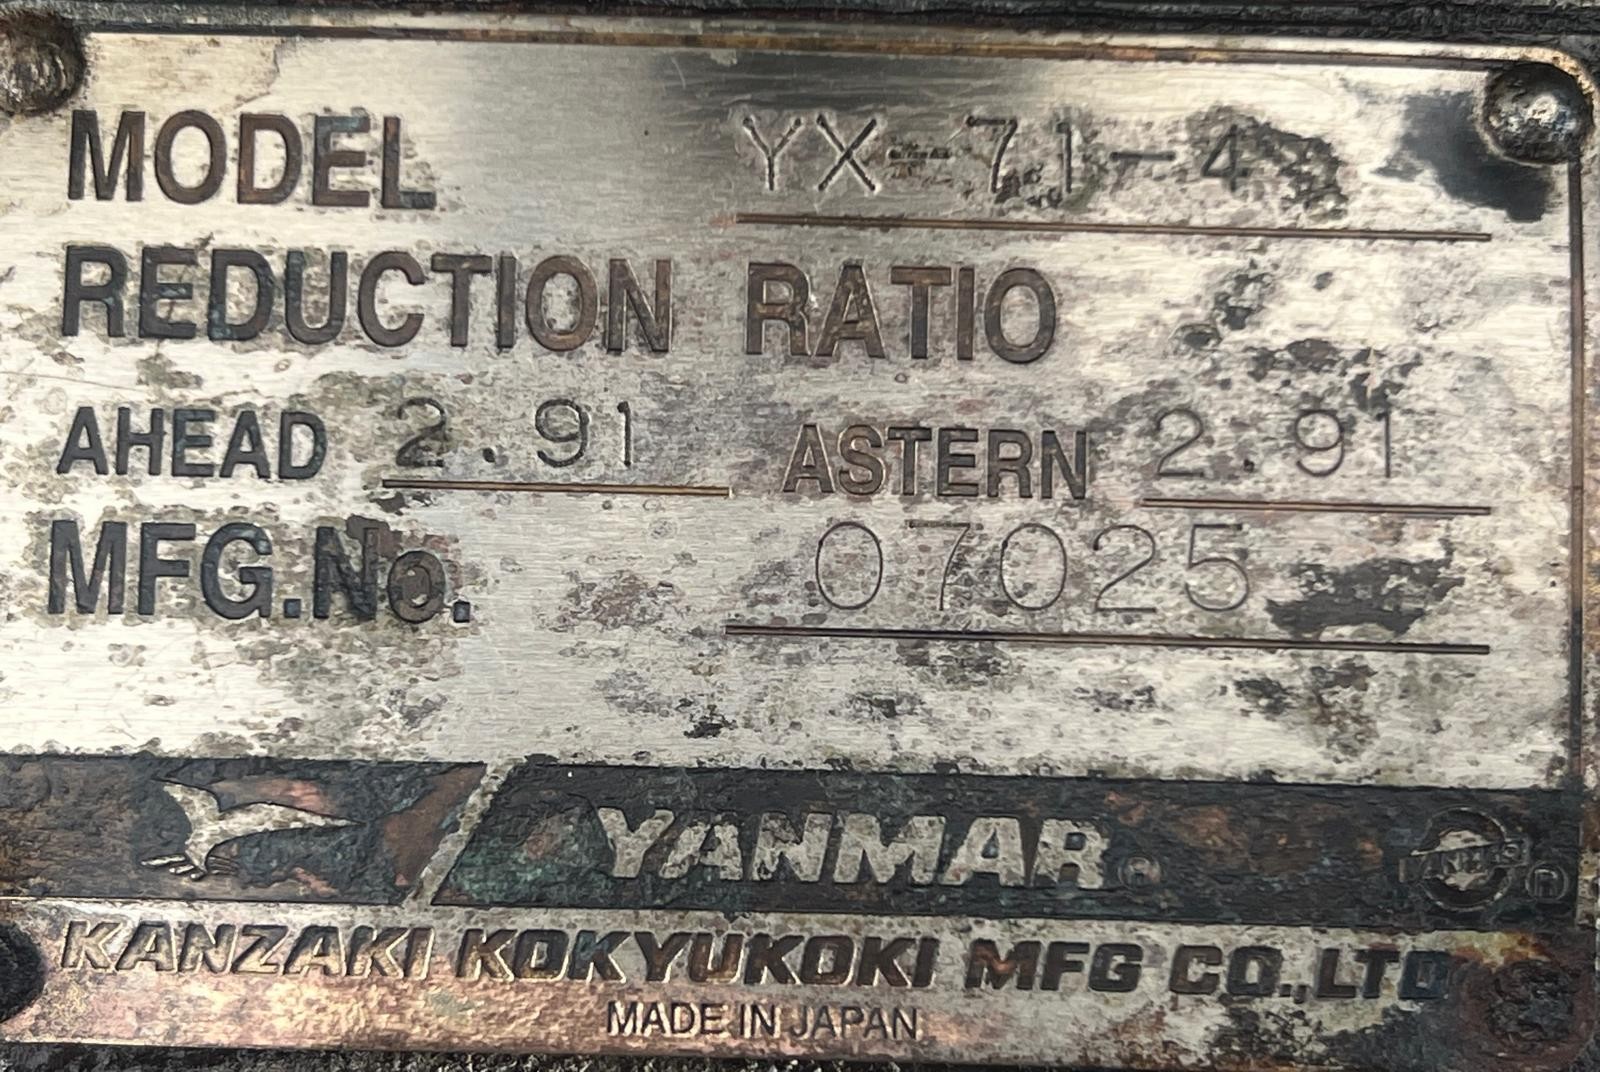 MODEL YX-71-4
REDUCTION RATIO
AHEAD 2.91 ASTERN 2.91
MFG.No. 07025
YANMAR ®
®
KANZAKI KOKYUKOKI MFG CO.,LTD
MADE IN JAPAN